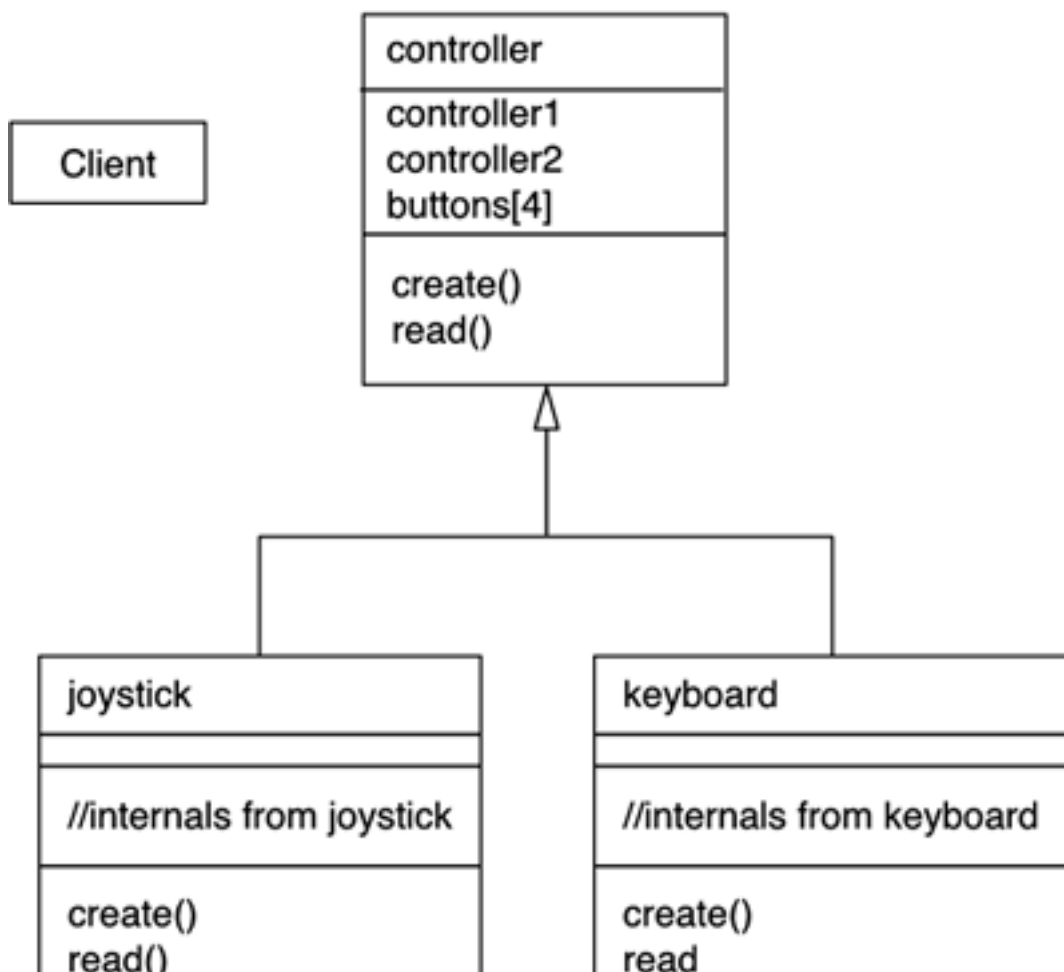 controller
controller1
controller2
buttons[4]
Client
create()
read()
joystick
//internals from joystick
create()
read()
keyboard
//internals from keyboard
create()
read